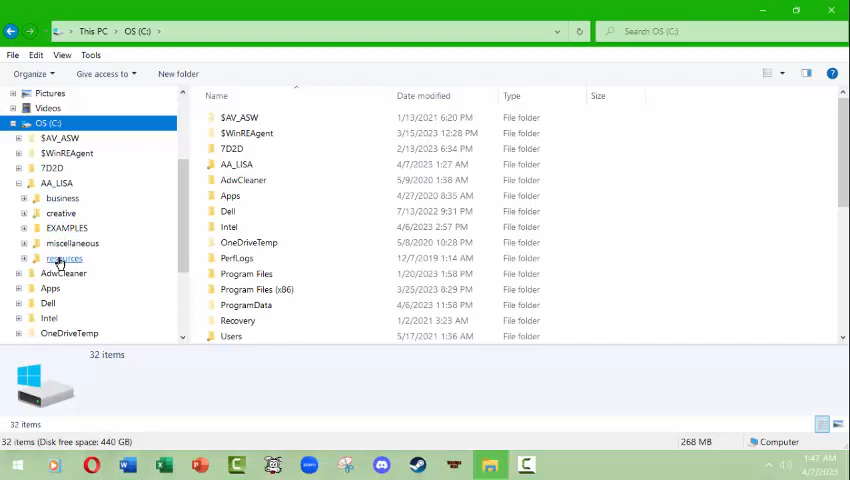 This PC > OS (C:) >
Search OS (C:)
File Edit View Tools
Organize Give access to New folder
Pictures
Videos
OS (C:)
$AV_ASW
$WinREAgent
7D2D
AA_LISA
business
creative
EXAMPLES
miscellaneous
resources
AdwCleaner
Apps
Dell
Intel
OneDriveTemp
Name Date modified Type Size
$AV_ASW 1/13/2021 6:20 PM File folder
$WinREAgent 3/15/2023 12:28 PM File folder
7D2D 2/13/2023 6:34 PM File folder
AA_LISA 4/7/2023 1:27 AM File folder
AdwCleaner 5/9/2020 1:38 AM File folder
Apps 4/27/2020 8:35 AM File folder
Dell 7/13/2022 9:31 PM File folder
Intel 4/6/2023 2:57 PM File folder
OneDriveTemp 5/8/2020 10:28 PM File folder
PerfLogs 12/7/2019 1:14 AM File folder
Program Files 1/20/2023 1:58 PM File folder
Program Files (x86) 3/25/2023 8:29 PM File folder
ProgramData 4/6/2023 11:58 PM File folder
Recovery 1/2/2021 3:23 AM File folder
Users 5/17/2021 1:36 AM File folder
32 items
32 items
32 items (Disk free space: 440 GB) 268 MB Computer
1:47 AM
4/7/2023